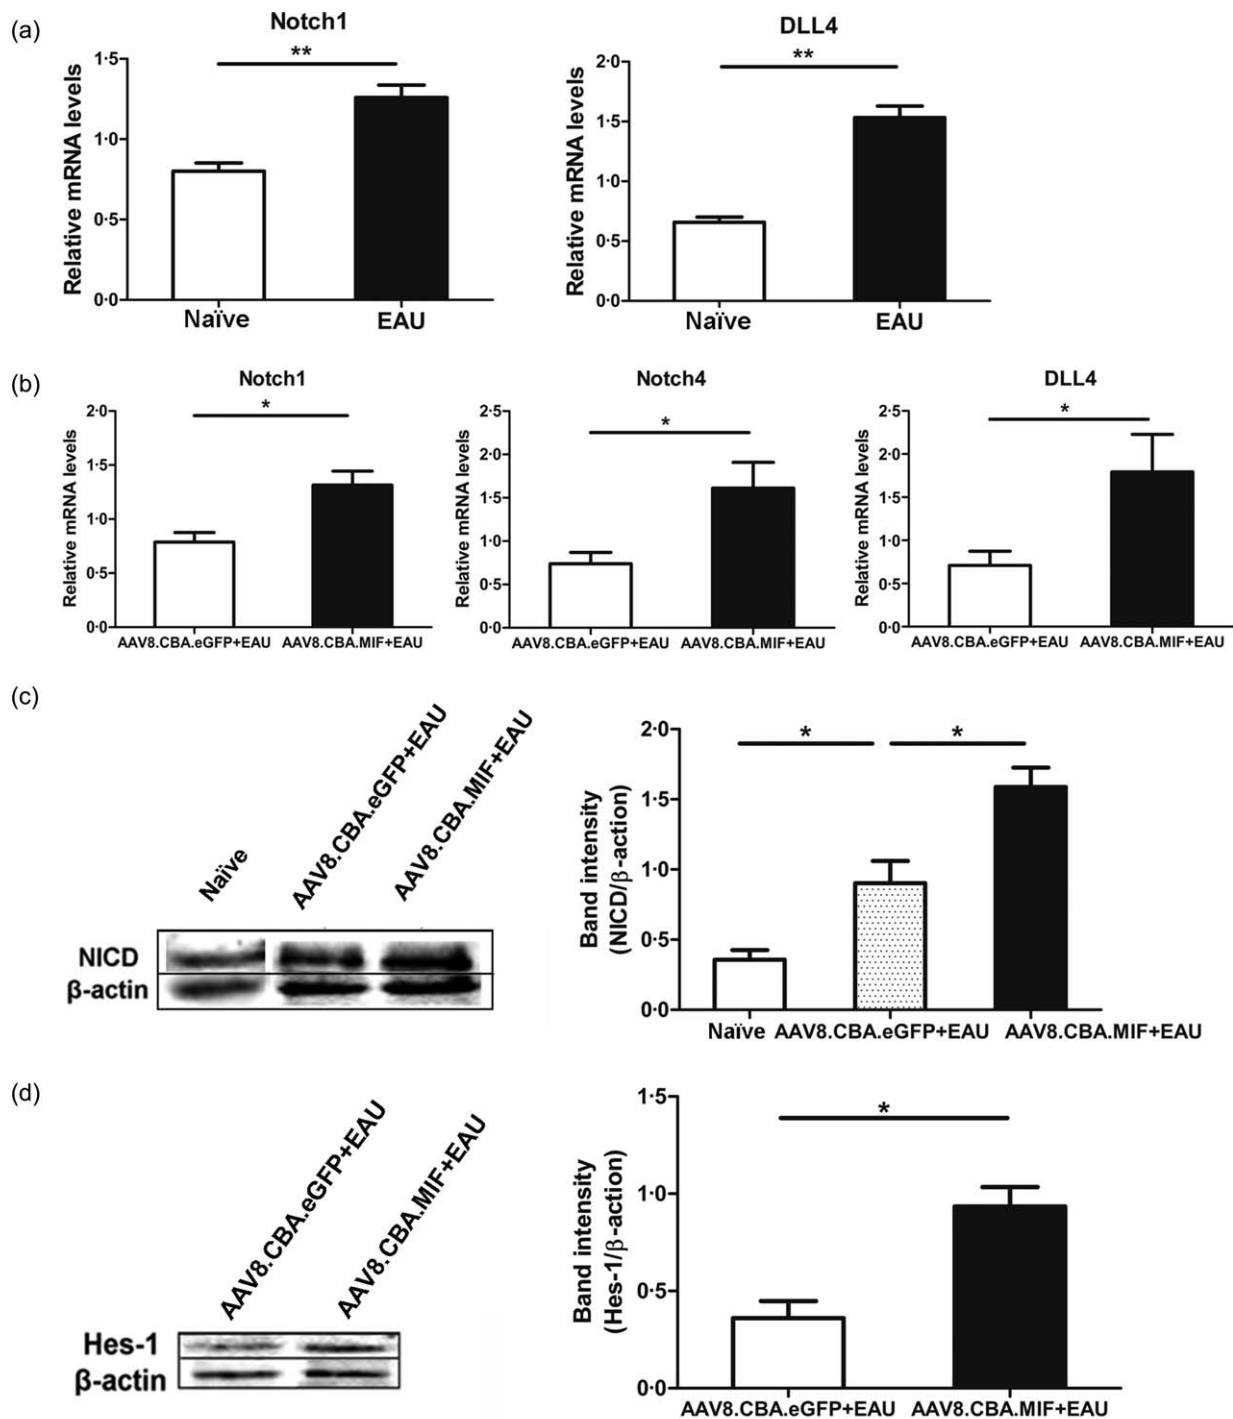 (a)
Notch1
**
Relative mRNA levels
1·5
1·0
0·5
0·0
Naïve
EAU
DLL4
**
Relative mRNA levels
2·0
1·5
1·0
0·5
0·0
Naïve
EAU
(b)
Notch1
*
Relative mRNA levels
2·0
1·5
1·0
0·5
0·0
AAV8.CBA.eGFP+EAU
AAV8.CBA.MIF+EAU
Notch4
*
Relative mRNA levels
2·5
2·0
1·5
1·0
0·5
0·0
AAV8.CBA.eGFP+EAU
AAV8.CBA.MIF+EAU
DLL4
*
Relative mRNA levels
2·5
2·0
1·5
1·0
0·5
0·0
AAV8.CBA.eGFP+EAU
AAV8.CBA.MIF+EAU
(c)
Naïve
AAV8.CBA.eGFP+EAU
AAV8.CBA.MIF+EAU
NICD
β-actin
*
*
Band intensity
(NICD/β-action)
2·0
1·5
1·0
0·5
0·0
Naïve
AAV8.CBA.eGFP+EAU
AAV8.CBA.MIF+EAU
(d)
AAV8.CBA.eGFP+EAU
AAV8.CBA.MIF+EAU
Hes-1
β-actin
*
Band intensity
(Hes-1/β-action)
1·5
1·0
0·5
0·0
AAV8.CBA.eGFP+EAU
AAV8.CBA.MIF+EAU